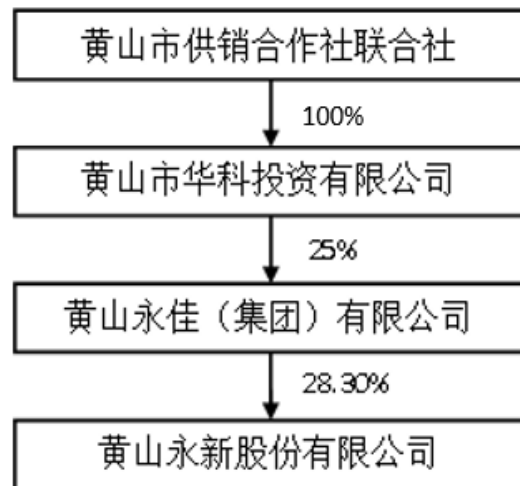 黄山市供销合作社联合社
100%
黄山市华科投资有限公司
25%
黄山永佳（集团）有限公司
28.30%
黄山永新股份有限公司